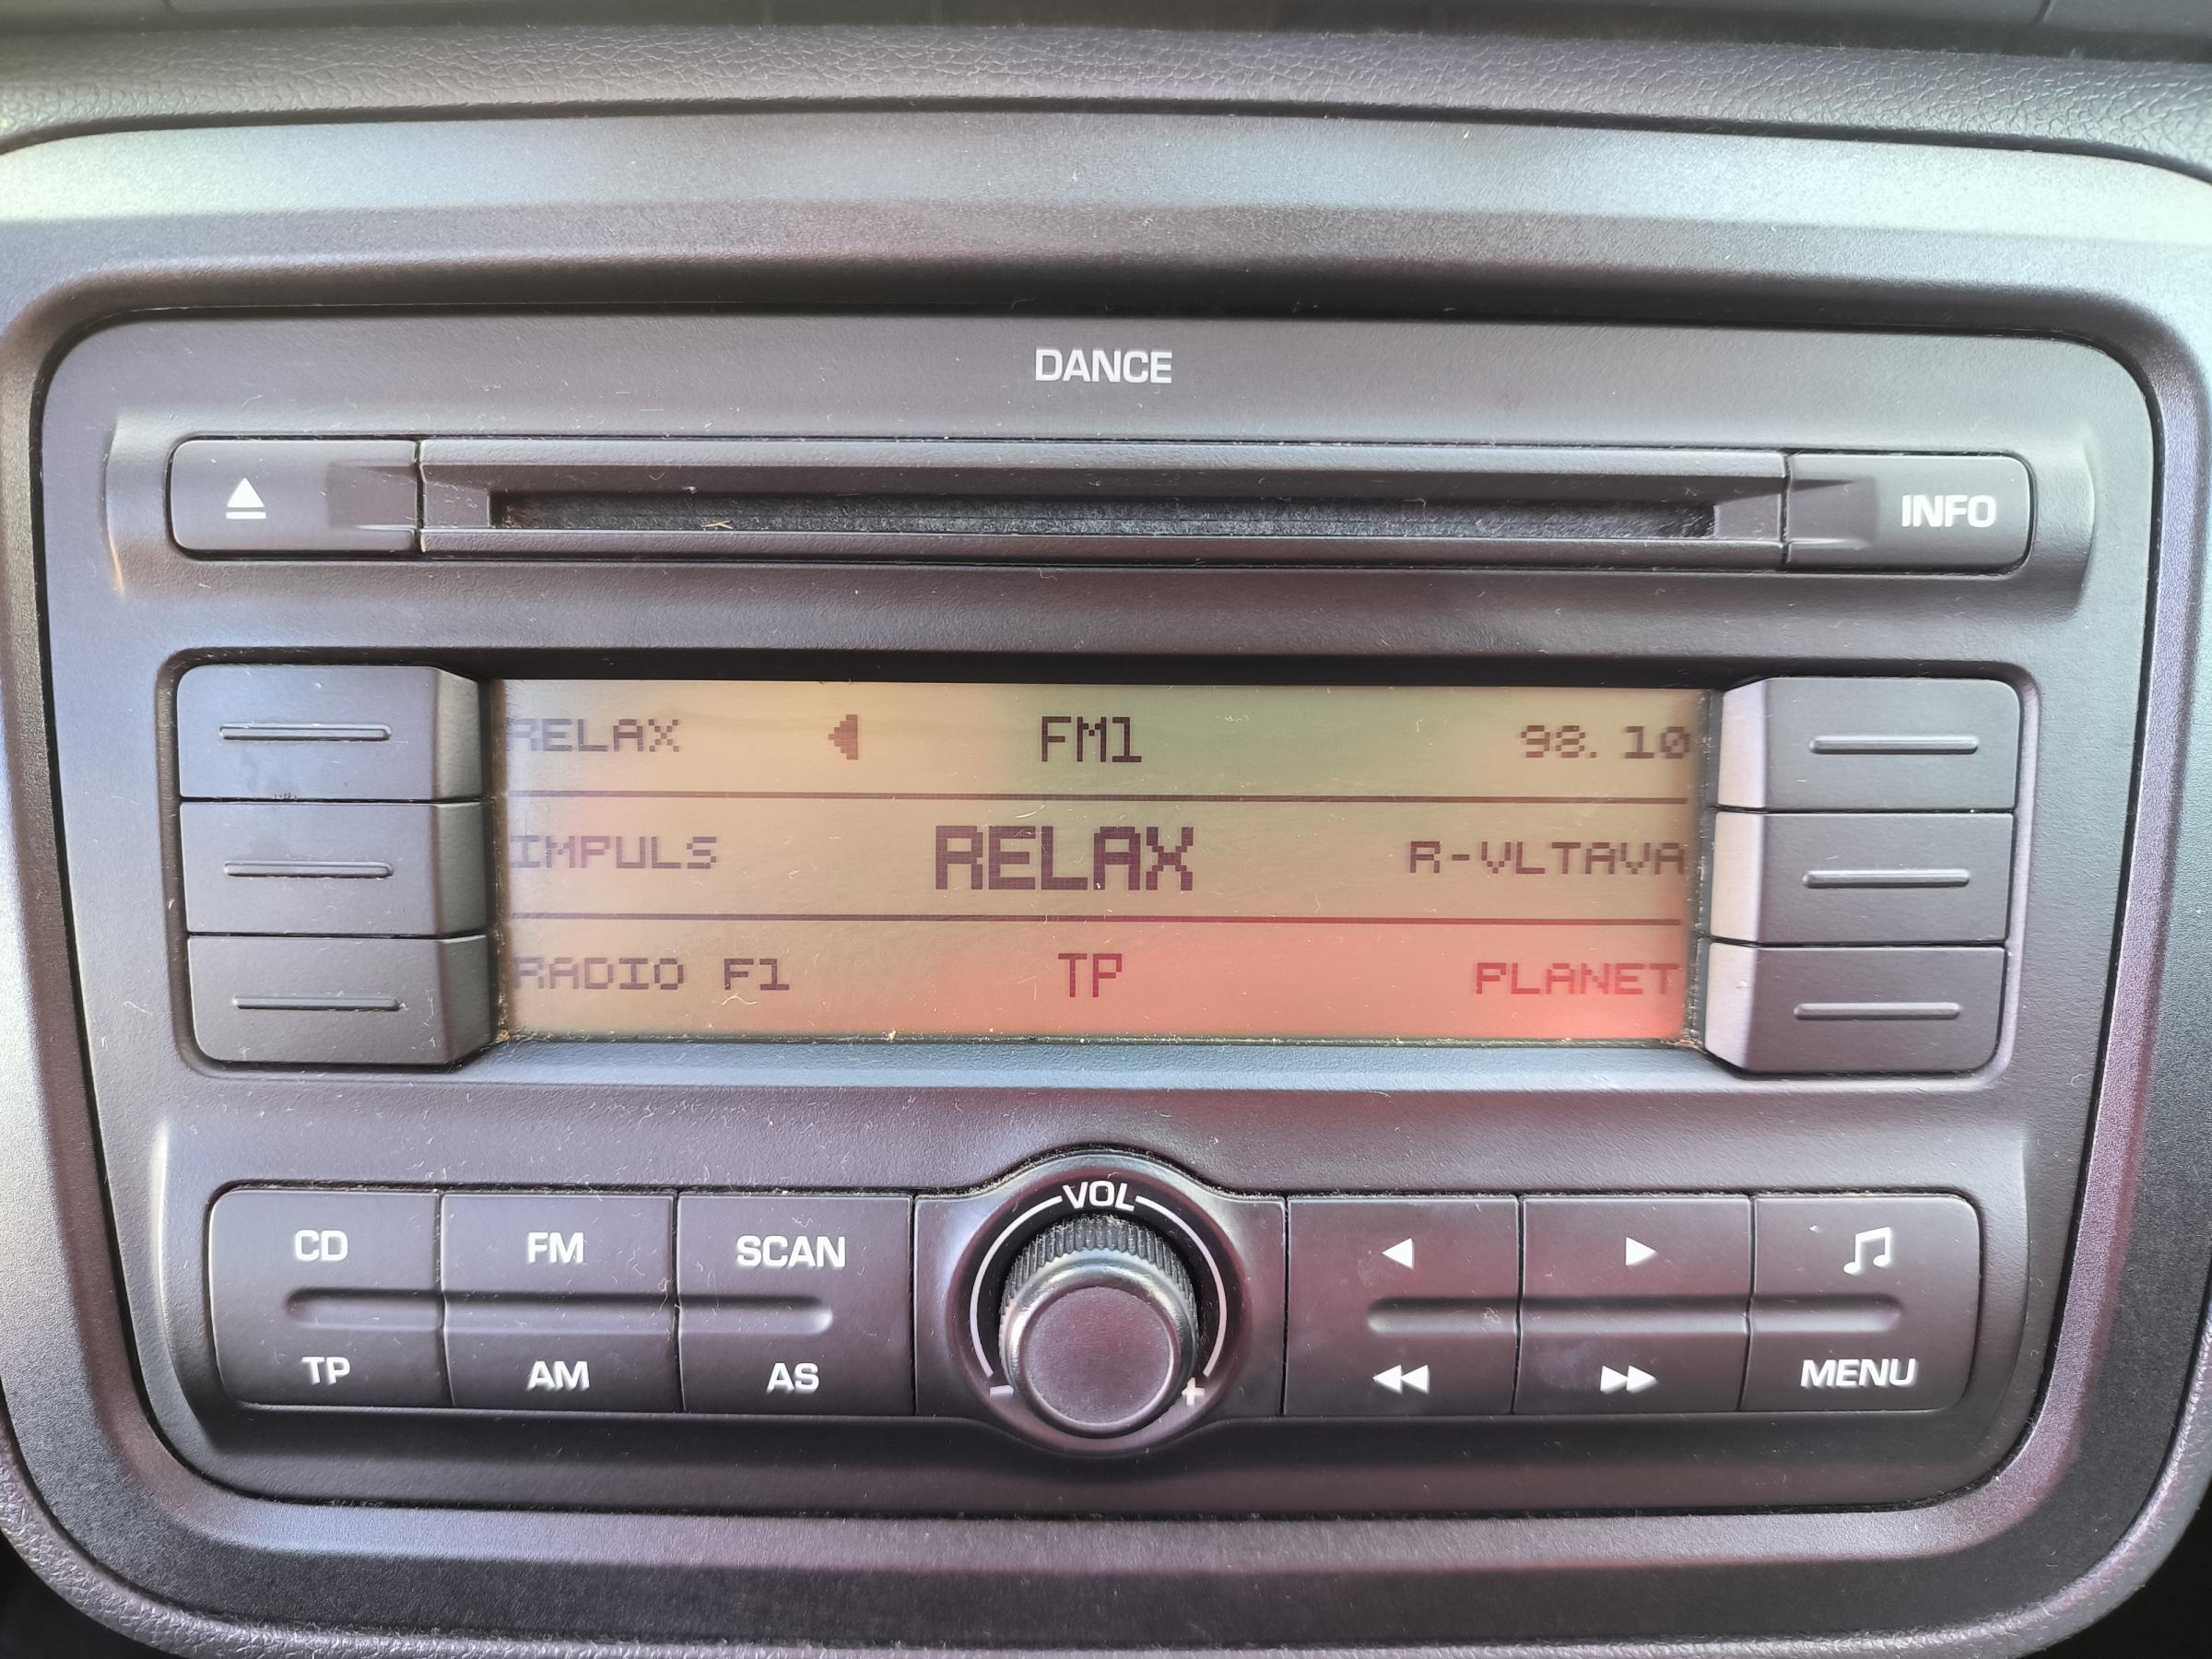 DANCE
INFO
RELAX FM1 98.10
IMPULS RELAX R-VLTAVA
RADIO F1 TP PLANET
VOL
CD FM SCAN
- +
TP AM AS MENU